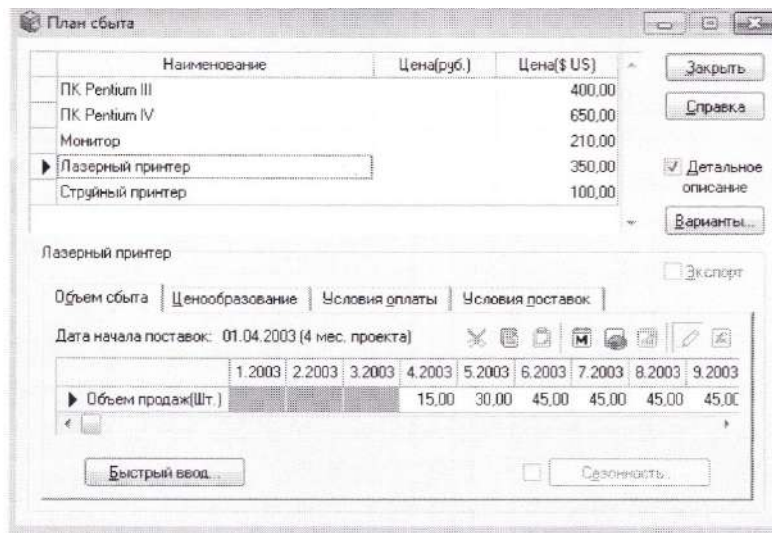 План сбыта
Наименование Цена(руб.) Цена($ US)
ПК Pentium III 400,00
ПК Pentium IV 650,00
Монитор 210,00
Лазерный принтер 350,00
Струйный принтер 100,00
Закрыть
Справка
Детальное
описание
Варианты...
Лазерный принтер
Экспорт
Объем сбыта Ценообразование Условия оплаты Условия поставок
Дата начала поставок: 01.04.2003 (4 мес. проекта)
1.2003 2.2003 3.2003 4.2003 5.2003 6.2003 7.2003 8.2003 9.2003
Объем продаж(Шт.) 15,00 30,00 45,00 45,00 45,00 45,00
Быстрый ввод... Сезонность...